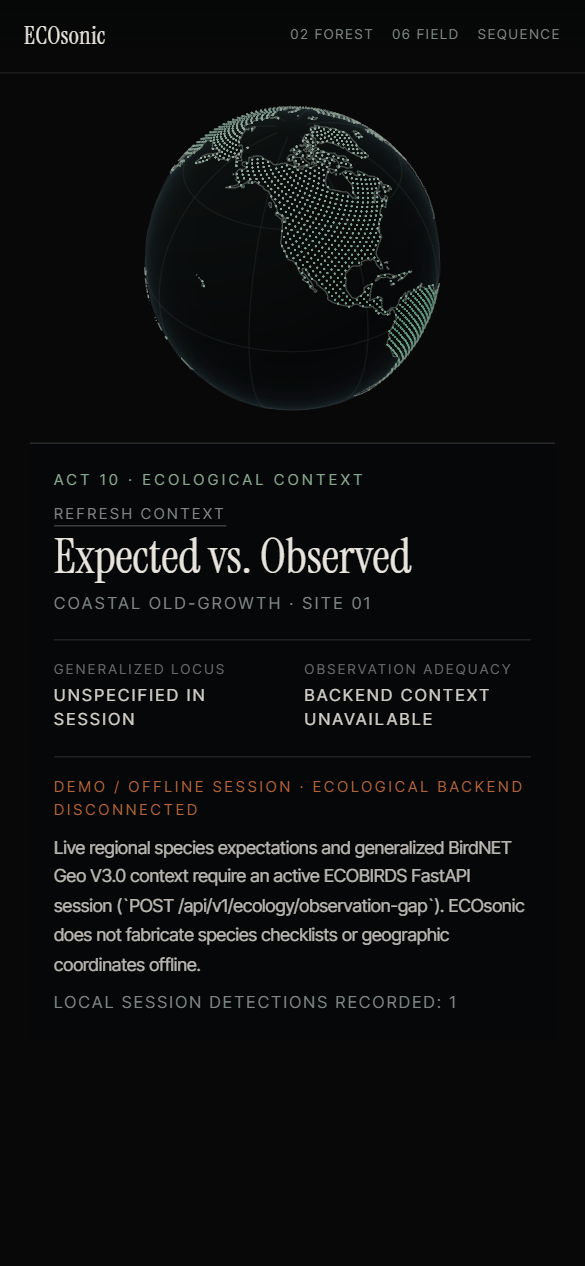 ECOsonic
02 FOREST 06 FIELD SEQUENCE
ACT 10 · ECOLOGICAL CONTEXT
REFRESH CONTEXT
Expected vs. Observed
COASTAL OLD-GROWTH · SITE 01
GENERALIZED LOCUS
UNSPECIFIED IN
SESSION
OBSERVATION ADEQUACY
BACKEND CONTEXT
UNAVAILABLE
DEMO / OFFLINE SESSION · ECOLOGICAL BACKEND
DISCONNECTED
Live regional species expectations and generalized BirdNET
Geo V3.0 context require an active ECOBIRDS FastAPI
session (`POST /api/v1/ecology/observation-gap`). ECOsonic
does not fabricate species checklists or geographic
coordinates offline.
LOCAL SESSION DETECTIONS RECORDED: 1